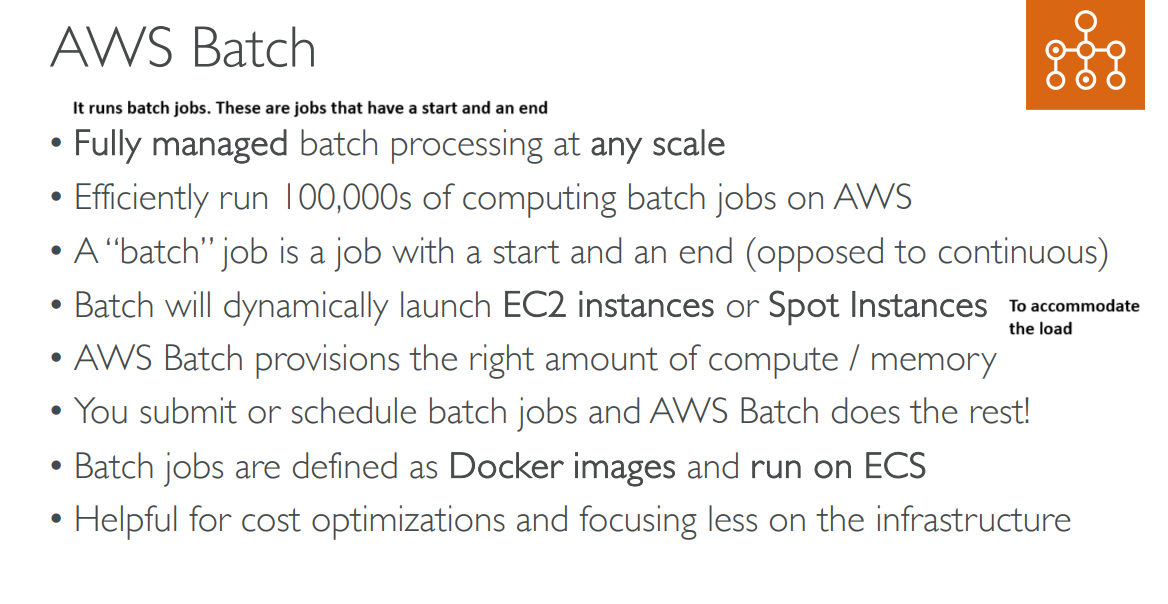 AWS Batch
It runs batch jobs. These are jobs that have a start and an end
• Fully managed batch processing at any scale
• Efficiently run 100,000s of computing batch jobs on AWS
• A “batch” job is a job with a start and an end (opposed to continuous)
• Batch will dynamically launch EC2 instances or Spot Instances
To accommodate
the load
• AWS Batch provisions the right amount of compute / memory
• You submit or schedule batch jobs and AWS Batch does the rest!
• Batch jobs are defined as Docker images and run on ECS
• Helpful for cost optimizations and focusing less on the infrastructure